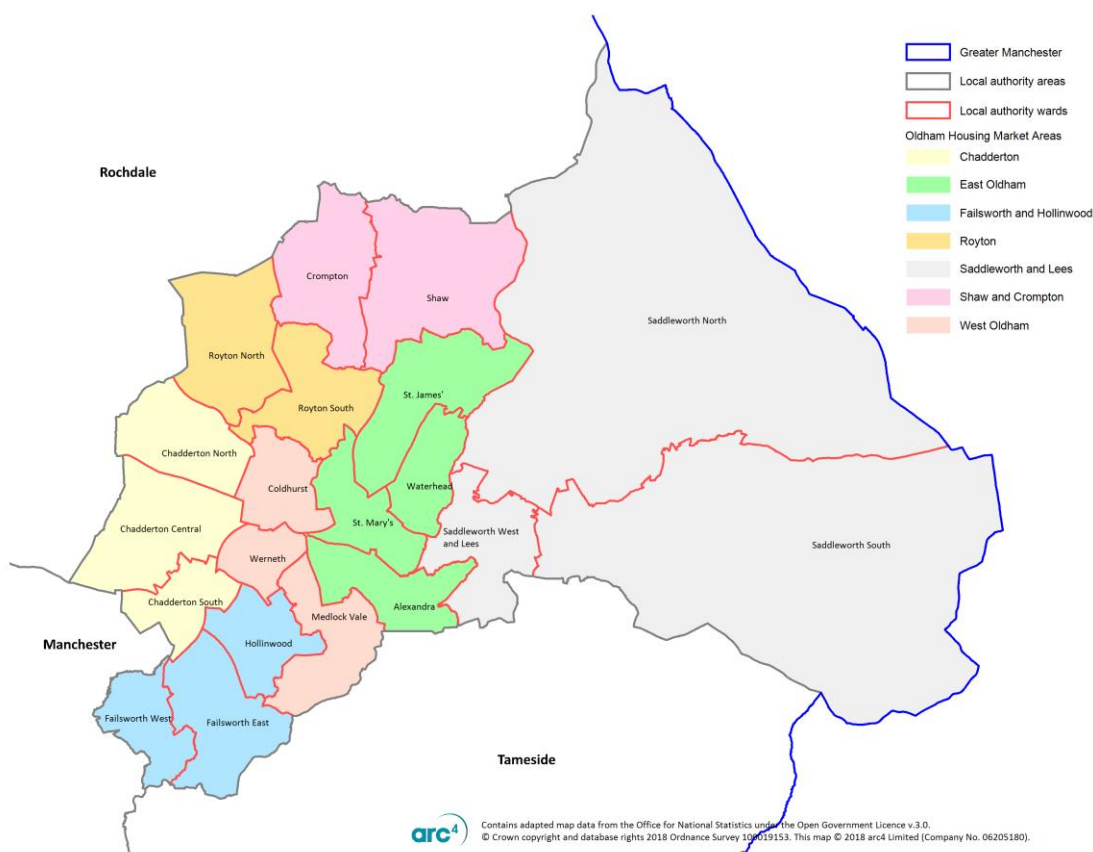 Greater Manchester
Local authority areas
Local authority wards
Oldham Housing Market Areas
Chadderton
East Oldham
Failsworth and Hollinwood
Royton
Saddleworth and Lees
Shaw and Crompton
West Oldham
Rochdale
Crompton
Shaw
Saddleworth North
Royton North
St. James'
Royton South
Chadderton North
Coldhurst
Waterhead
Chadderton Central
St. Mary's
Saddleworth West
and Lees
Saddleworth South
Werneth
Chadderton South
Alexandra
Medlock Vale
Manchester
Hollinwood
Failsworth West
Failsworth East
Tameside
arc4
Contains adapted map data from the Office for National Statistics under the Open Government Licence v.3.0.
© Crown copyright and database rights 2018 Ordnance Survey 100019153. This map © 2018 arc4 Limited (Company No. 06205180).